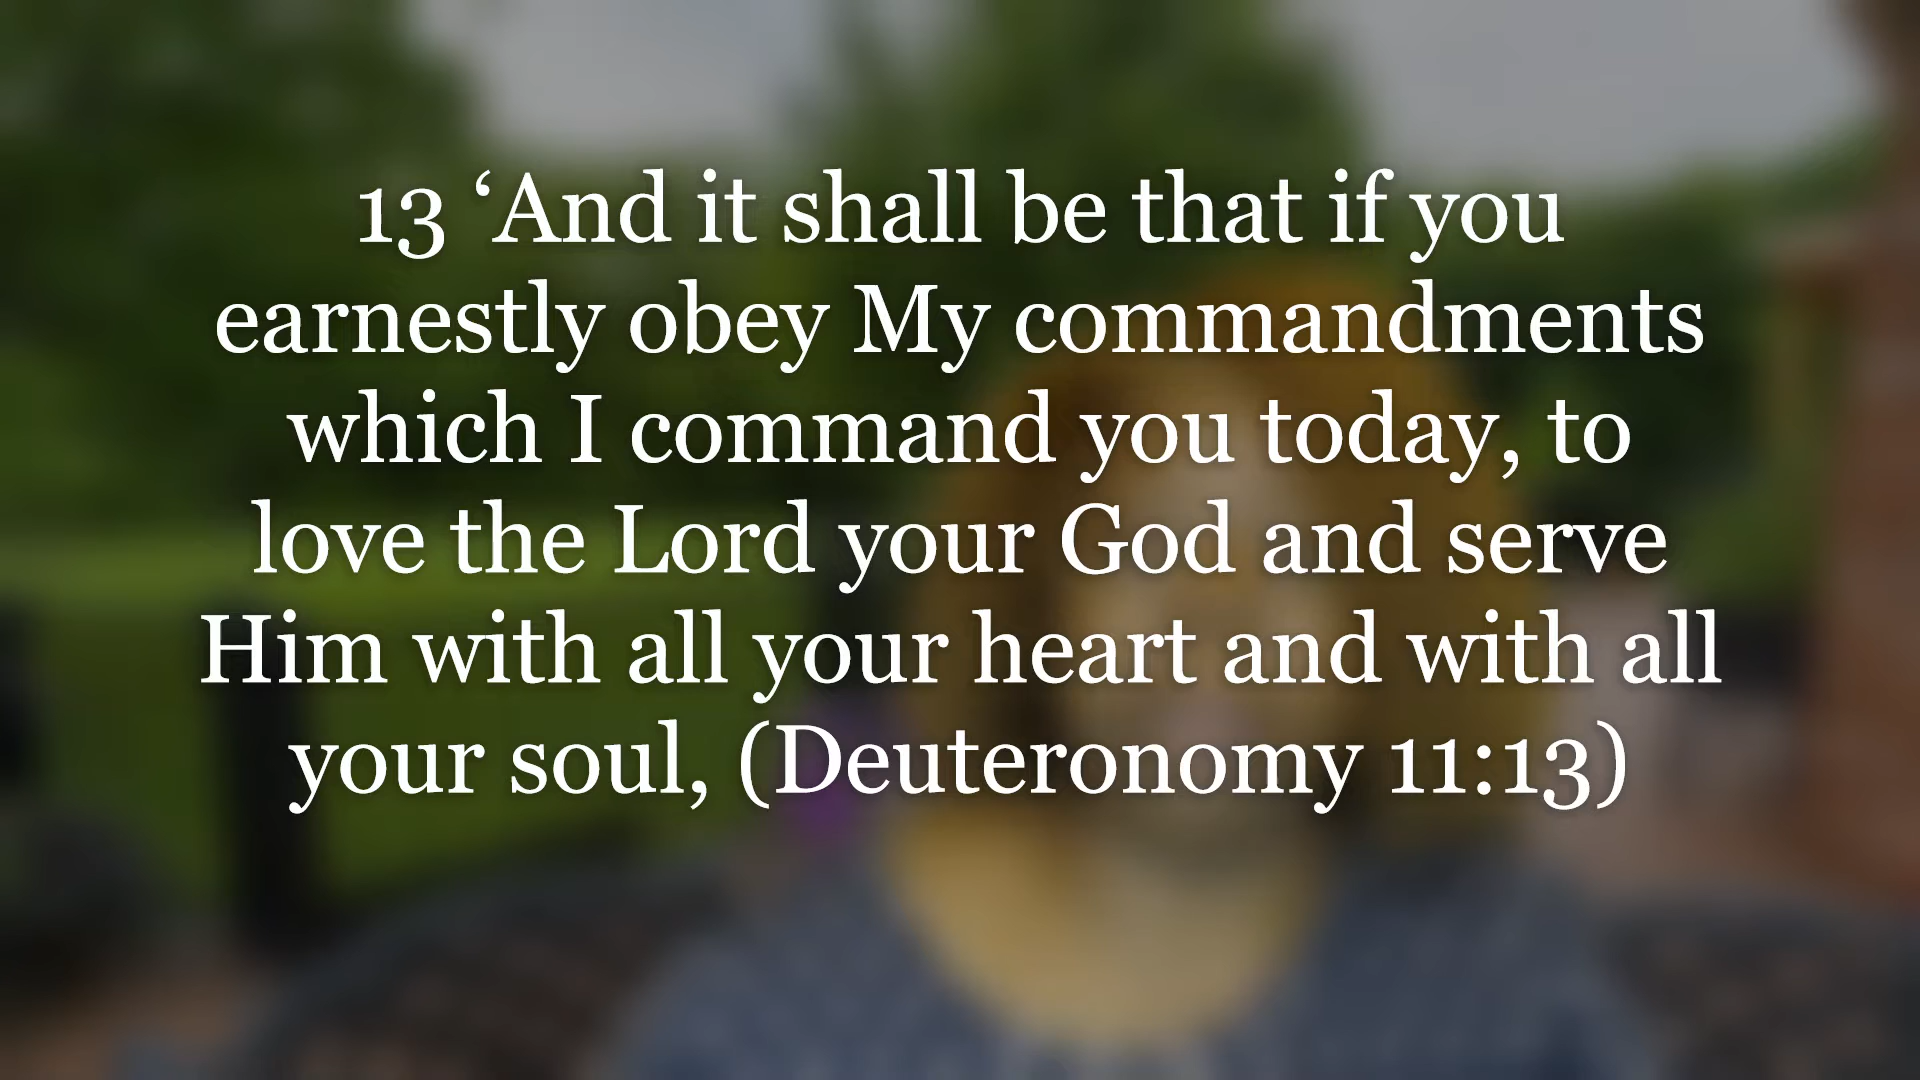 13 ‘And it shall be that if you
earnestly obey My commandments
which I command you today, to
love the Lord your God and serve
Him with all your heart and with all
your soul, (Deuteronomy 11:13)